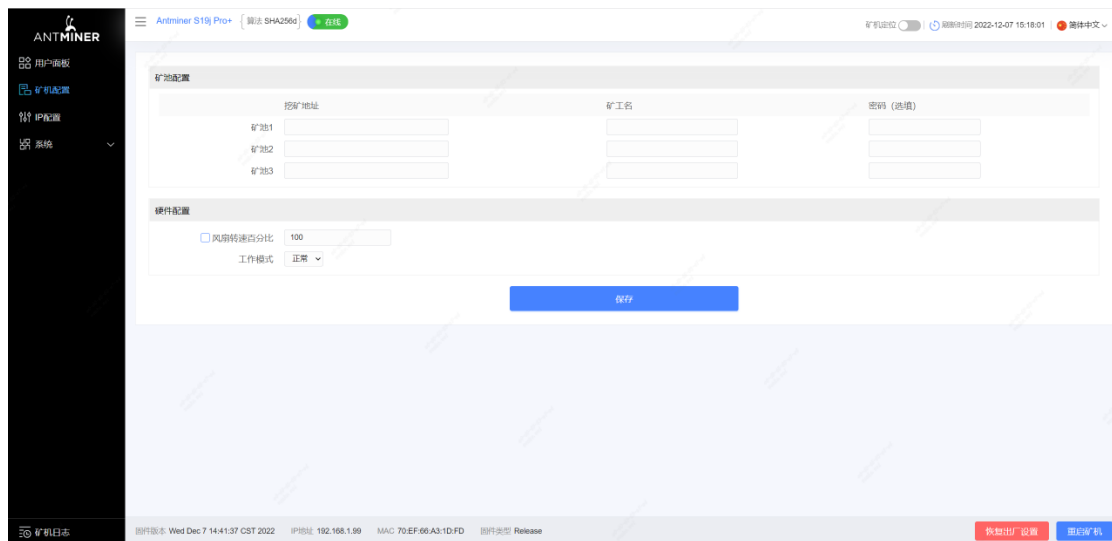 ANTMINER
Antminer S19j Pro+ 算法 SHA256d 在线
矿机定位 刷新时间 2022-12-07 15:18:01 简体中文
用户面板
矿机配置
IP配置
系统
矿池配置
挖矿地址 矿工名 密码 (选填)
矿池1
矿池2
矿池3
硬件配置
风扇转速百分比 100
工作模式 正常
保存
矿机日志
固件版本 Wed Dec 7 14:41:37 CST 2022 IP地址 192.168.1.99 MAC 70:EF:66:A3:1D:FD 固件类型 Release
恢复出厂设置 重启矿机